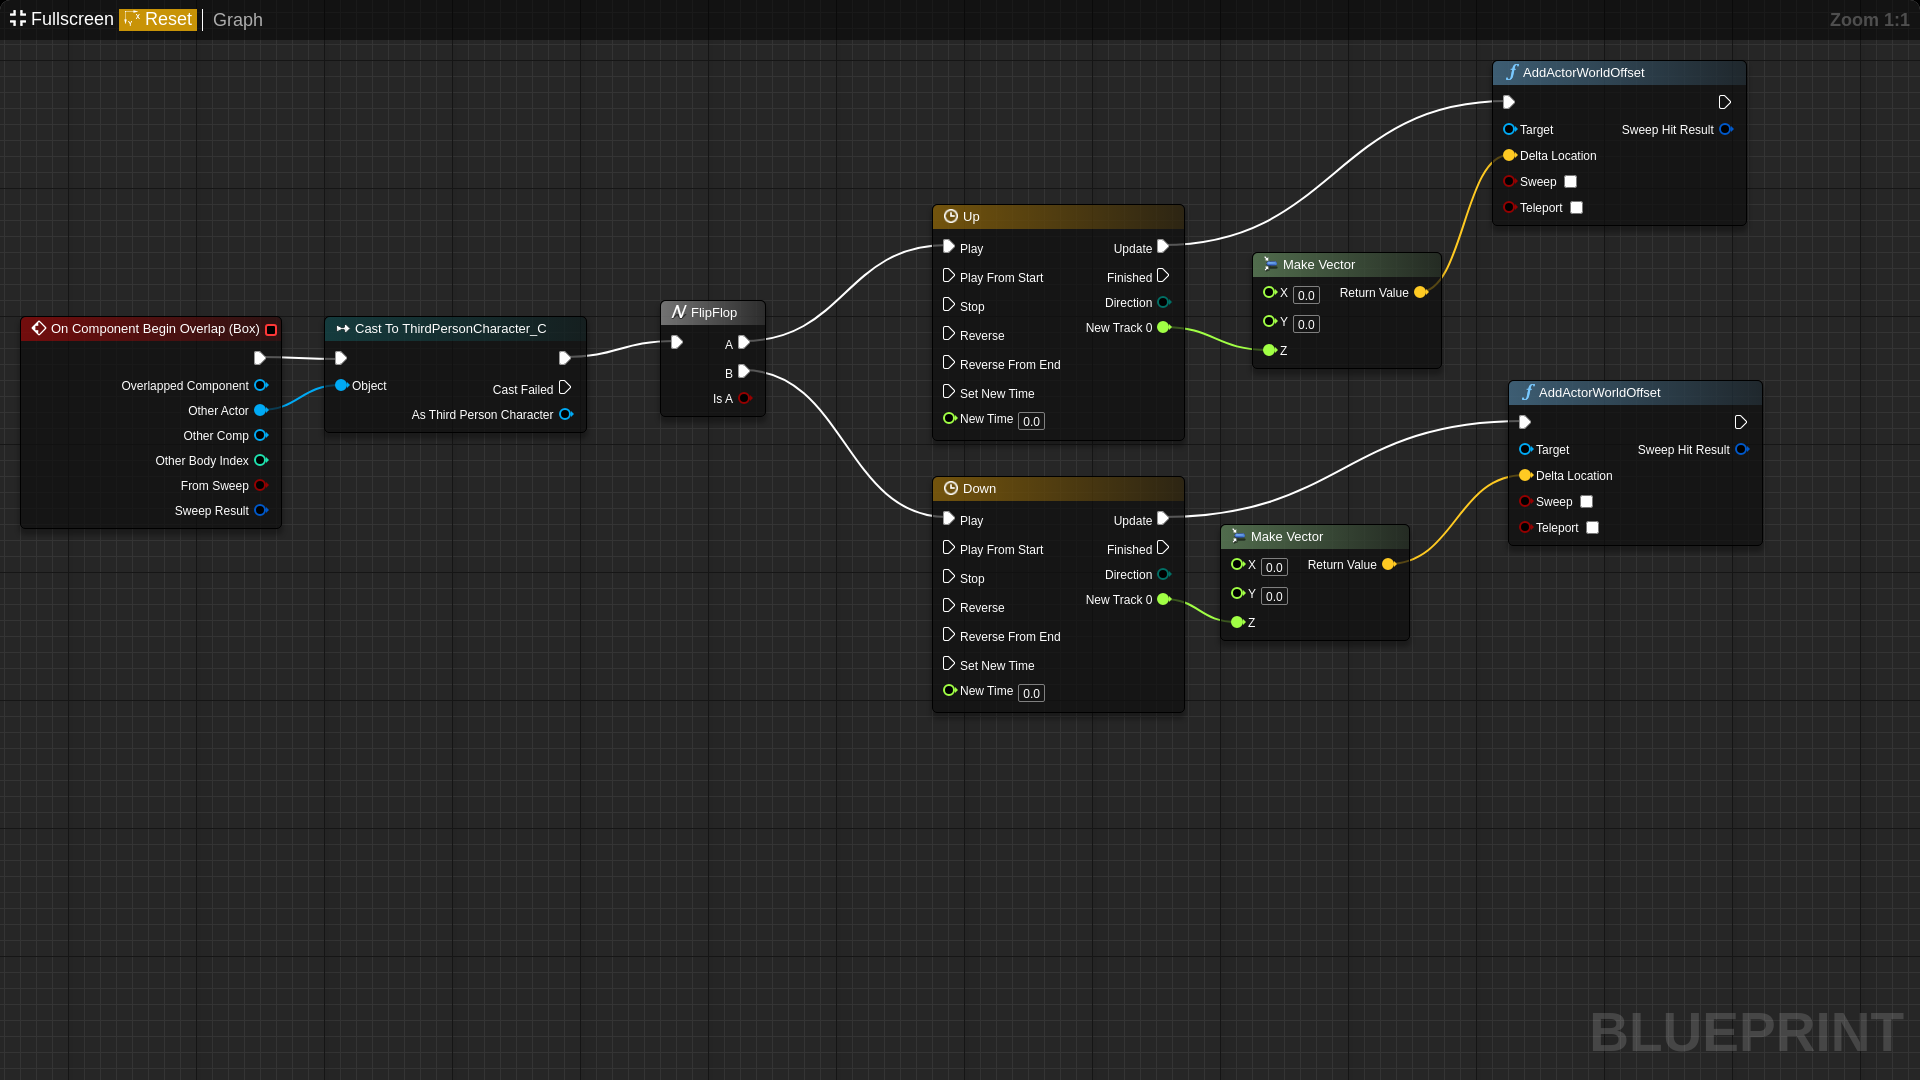 Fullscreen Reset Graph
Zoom 1:1
On Component Begin Overlap (Box)
Overlapped Component
Other Actor
Other Comp
Other Body Index
From Sweep
Sweep Result
Cast To ThirdPersonCharacter_C
Object
Cast Failed
As Third Person Character
FlipFlop
A
B
Is A
Up
Play Update
Play From Start Finished
Stop Direction
Reverse New Track 0
Reverse From End
Set New Time
New Time 0.0
Down
Play Update
Play From Start Finished
Stop Direction
Reverse New Track 0
Reverse From End
Set New Time
New Time 0.0
Make Vector
X 0.0 Return Value
Y 0.0
Z
Make Vector
X 0.0 Return Value
Y 0.0
Z
AddActorWorldOffset
Target Sweep Hit Result
Delta Location
Sweep
Teleport
AddActorWorldOffset
Target Sweep Hit Result
Delta Location
Sweep
Teleport
BLUEPRINT